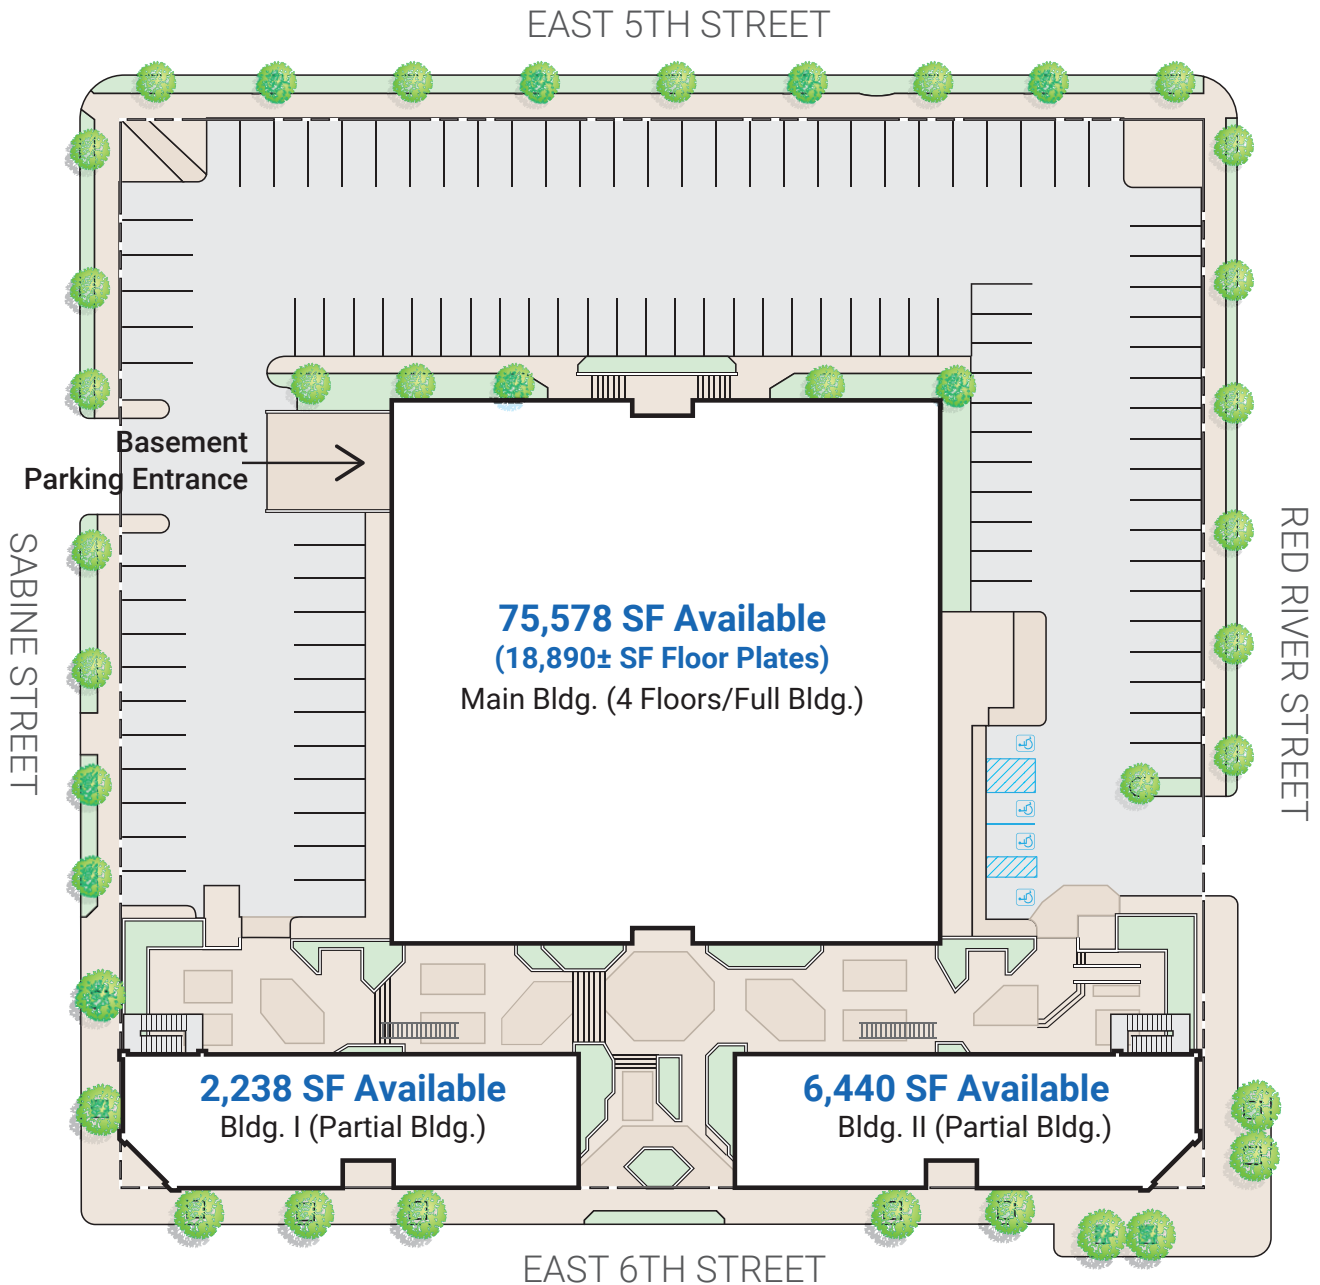 EAST 5TH STREET
Basement
Parking Entrance
SABINE STREET
RED RIVER STREET
75,578 SF Available
(18,890± SF Floor Plates)
Main Bldg. (4 Floors/Full Bldg.)
2,238 SF Available
Bldg. I (Partial Bldg.)
6,440 SF Available
Bldg. II (Partial Bldg.)
EAST 6TH STREET